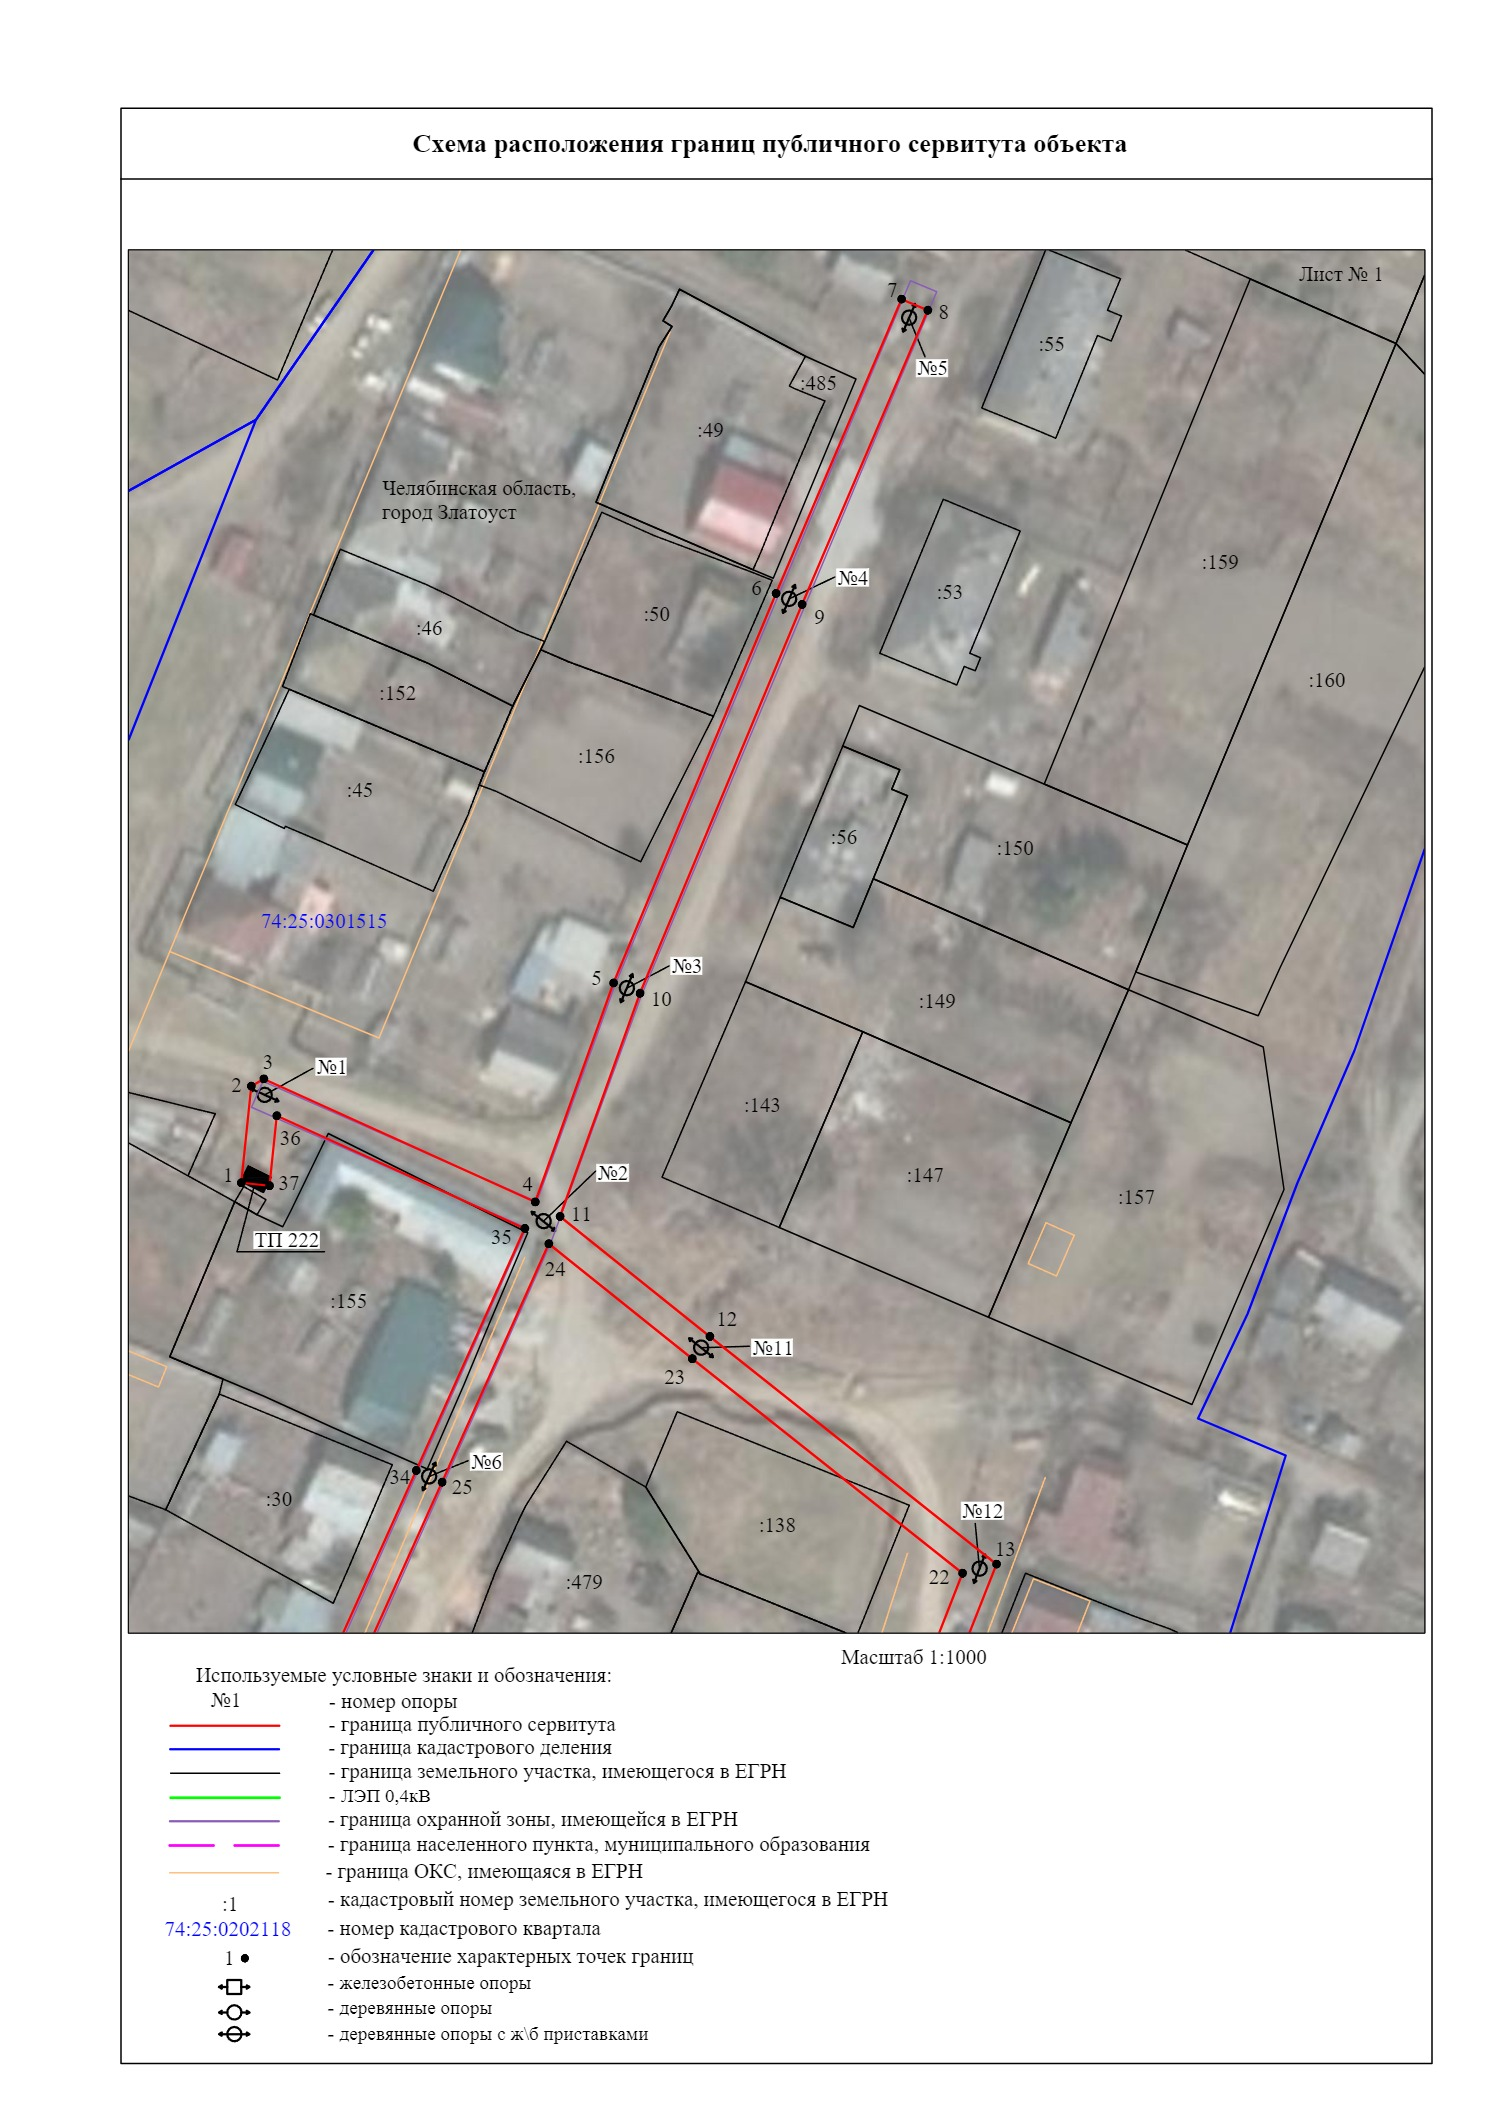 Схема расположения границ публичного сервитута объекта
Лист № 1
7
8
№5
:55
:485
:49
Челябинская область,
город Златоуст
:159
№4
6
9
:53
:50
:46
:160
:152
:156
:45
:56
:150
74:25:0301515
№3
5
10
:149
3
№1
2
:143
36
1
37
№2
4
:147
:157
11
35
ТП 222
24
:155
12
№11
23
№6
34
25
:30
№12
:138
13
22
:479
Масштаб 1:1000
Используемые условные знаки и обозначения:
№1 - номер опоры
- граница публичного сервитута
- граница кадастрового деления
- граница земельного участка, имеющегося в ЕГРН
- ЛЭП 0,4кВ
- граница охранной зоны, имеющейся в ЕГРН
- граница населенного пункта, муниципального образования
- граница ОКС, имеющаяся в ЕГРН
:1 - кадастровый номер земельного участка, имеющегося в ЕГРН
74:25:0202118 - номер кадастрового квартала
1 - обозначение характерных точек границ
- железобетонные опоры
- деревянные опоры
- деревянные опоры с ж\б приставками